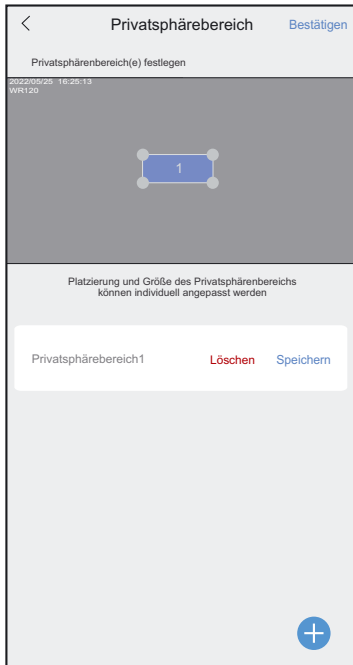 Privatsphärebereich
Bestätigen
Privatsphärenbereich(e) festlegen
2022/05/25 16:25:13
WR120
1
Platzierung und Größe des Privatsphärenbereichs
können individuell angepasst werden
Privatsphärebereich1
Löschen
Speichern